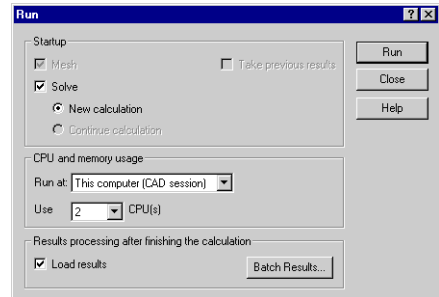 Run
Startup
Mesh
Take previous results
Solve
New calculation
Continue calculation
Run
Close
Help
CPU and memory usage
Run at: This computer (CAD session)
Use 2 CPU(s)
Results processing after finishing the calculation
Load results
Batch Results...